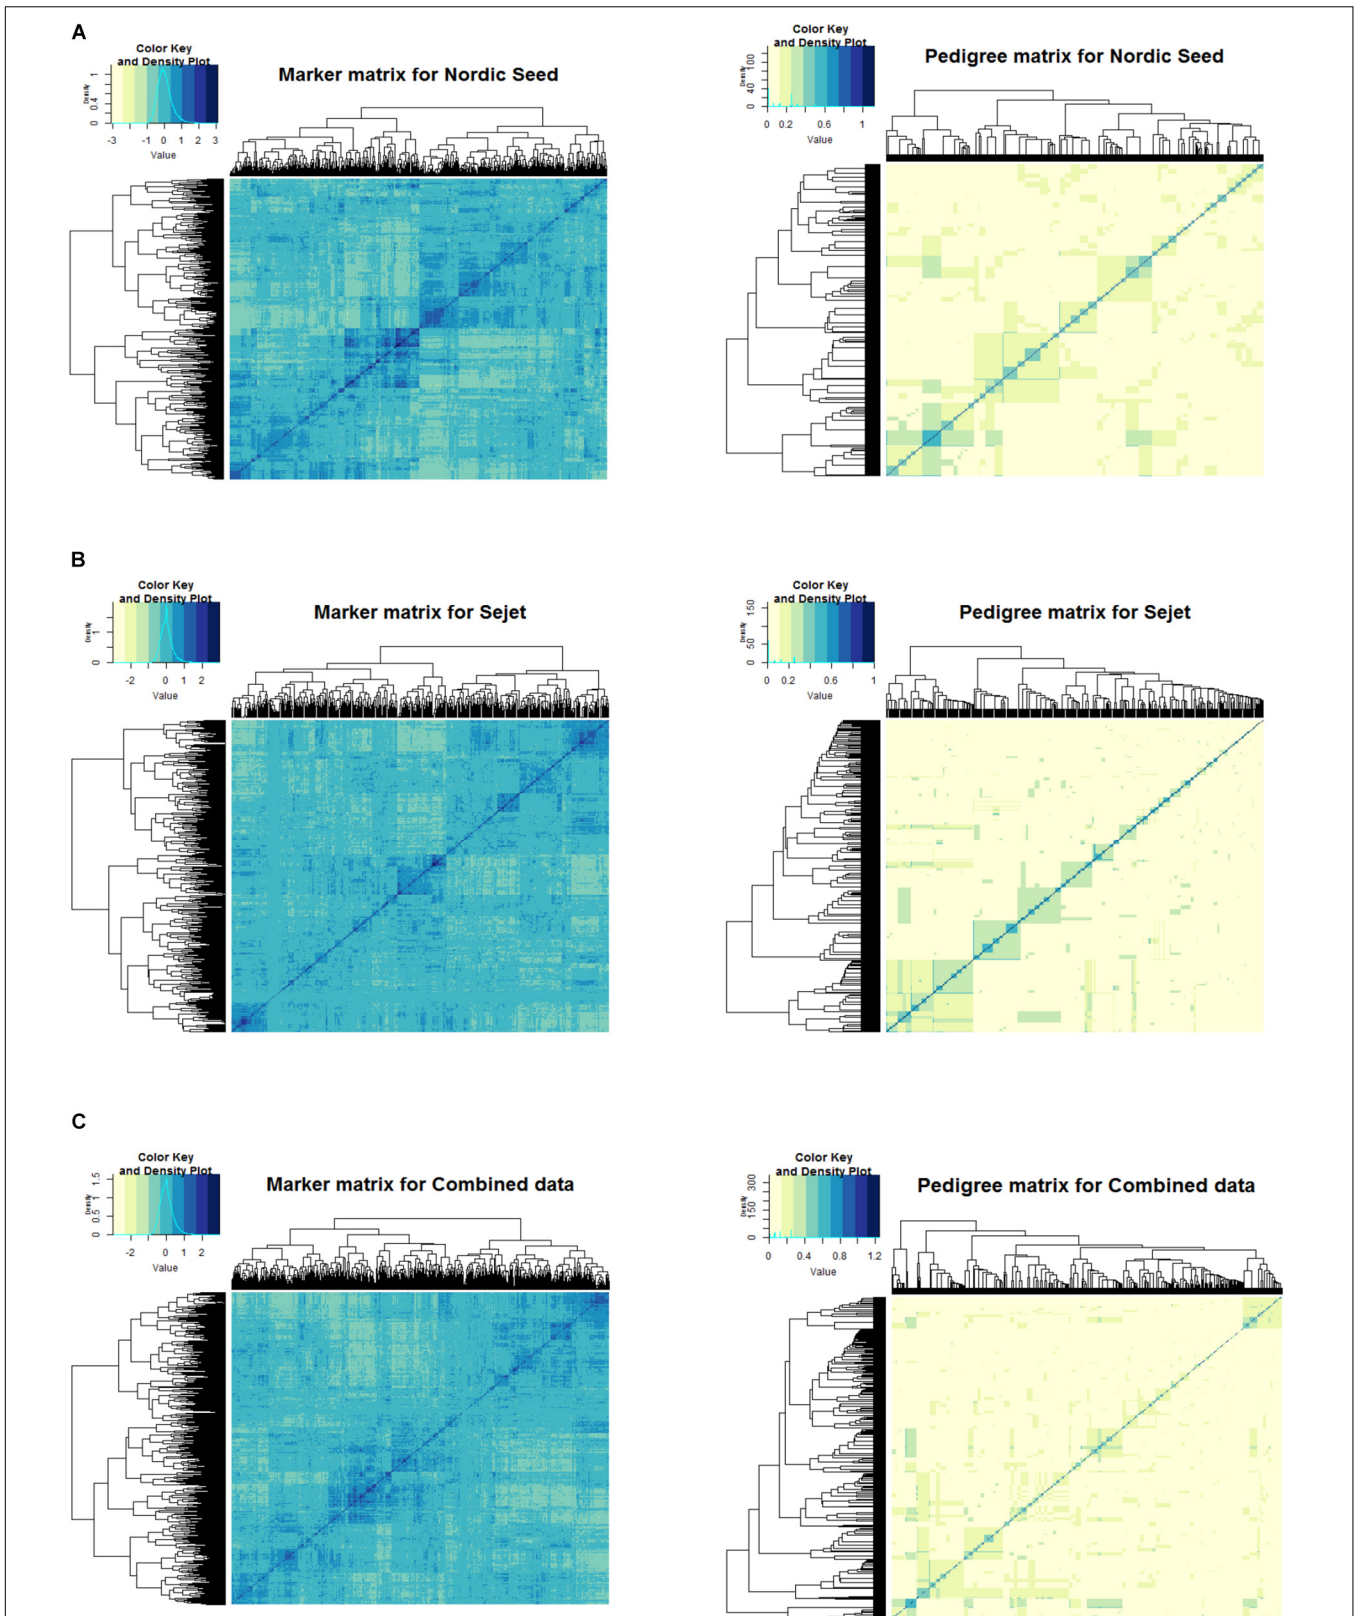 A
Color Key
and Density Plot
Density
0 0.4 1
-3 -1 0 1 2 3
Value
Marker matrix for Nordic Seed
Color Key
and Density Plot
Density
0 40 100
0 0.2 0.6 1
Value
Pedigree matrix for Nordic Seed
B
Color Key
and Density Plot
Density
0 1
-2 0 1 2
Value
Marker matrix for Sejet
Color Key
and Density Plot
Density
0 50 150
0 0.2 0.6 1
Value
Pedigree matrix for Sejet
C
Color Key
and Density Plot
Density
0 0.5 1 1.5
-2 0 1 2
Value
Marker matrix for Combined data
Color Key
and Density Plot
Density
0 150 300
0 0.4 0.8 1.2
Value
Pedigree matrix for Combined data